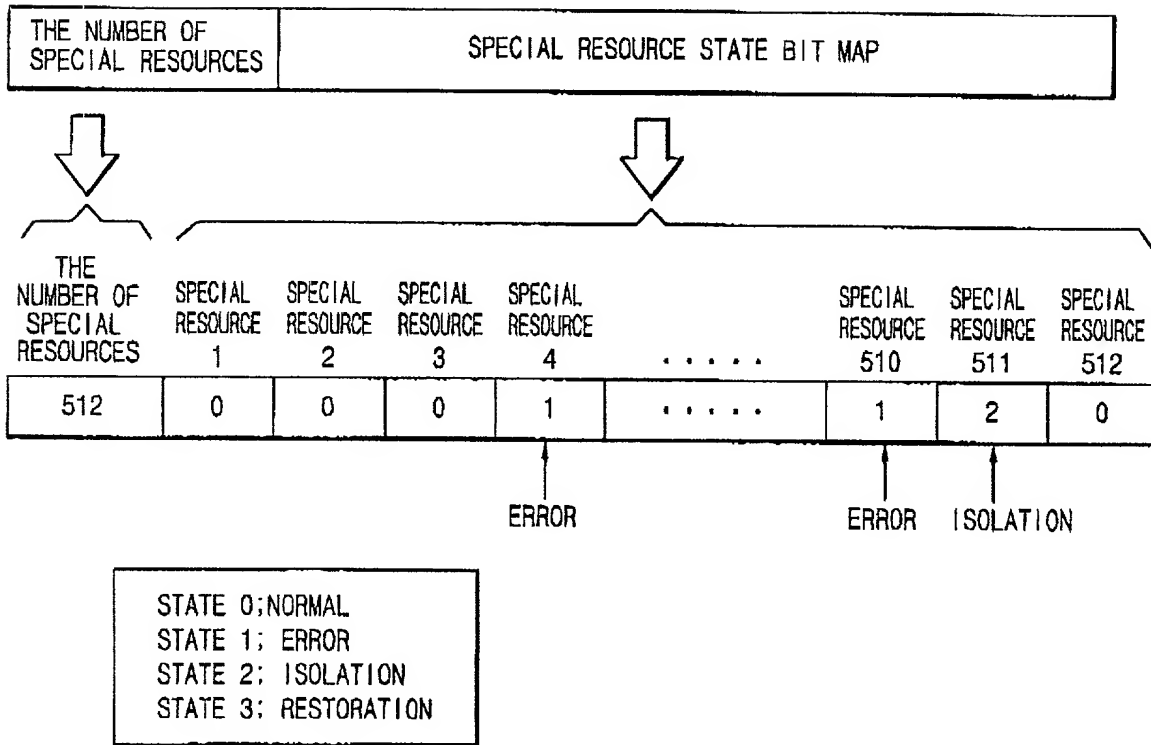 THE NUMBER OF
SPECIAL RESOURCES
SPECIAL RESOURCE STATE BIT MAP
THE
NUMBER OF
SPECIAL
RESOURCES
SPECIAL
RESOURCE
1
SPECIAL
RESOURCE
2
SPECIAL
RESOURCE
3
SPECIAL
RESOURCE
4
. . . . .
SPECIAL
RESOURCE
510
SPECIAL
RESOURCE
511
SPECIAL
RESOURCE
512
512 0 0 0 1 . . . . . 1 2 0
ERROR ERROR ISOLATION
STATE 0;NORMAL
STATE 1; ERROR
STATE 2; ISOLATION
STATE 3; RESTORATION